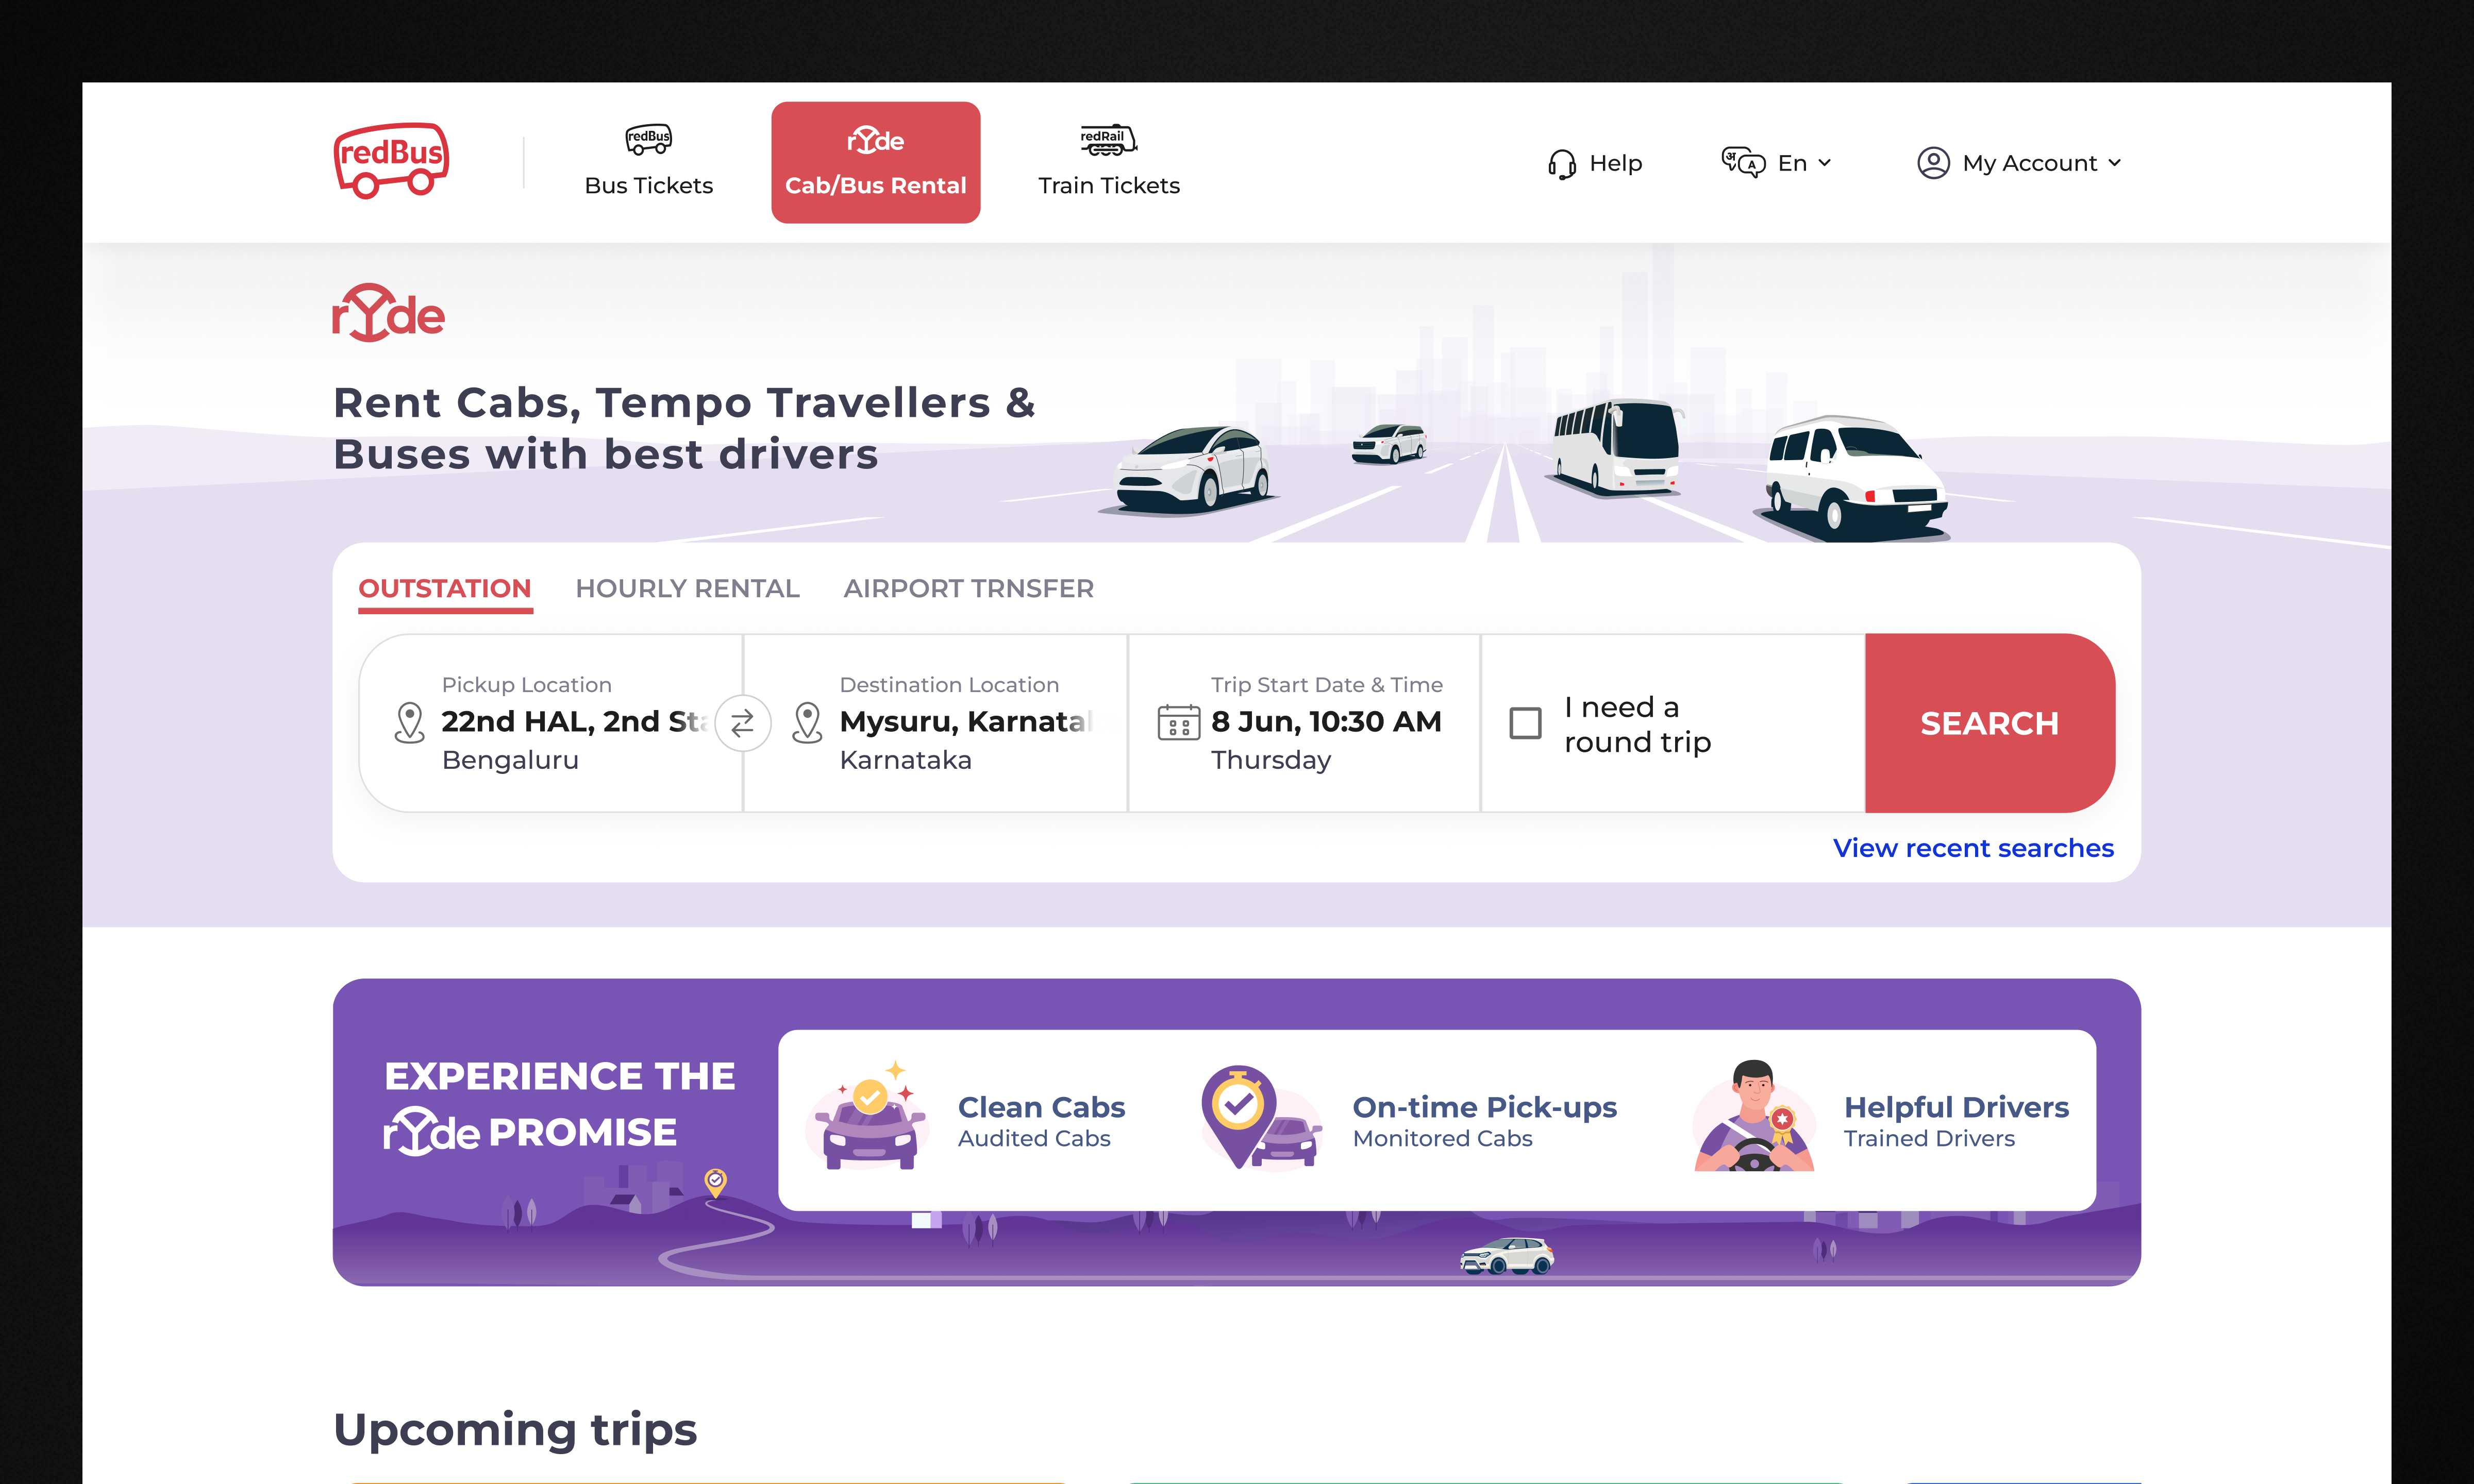 redBus
redBus
Bus Tickets
rYde
Cab/Bus Rental
redRail
Train Tickets
Help
अ A
En
My Account
rYde
Rent Cabs, Tempo Travellers &
Buses with best drivers
OUTSTATION
HOURLY RENTAL
AIRPORT TRNSFER
Pickup Location
22nd HAL, 2nd Sta
Bengaluru
Destination Location
Mysuru, Karnatal
Karnataka
Trip Start Date & Time
8 Jun, 10:30 AM
Thursday
I need a
round trip
SEARCH
View recent searches
EXPERIENCE THE
rYde PROMISE
Clean Cabs
Audited Cabs
On-time Pick-ups
Monitored Cabs
Helpful Drivers
Trained Drivers
Upcoming trips